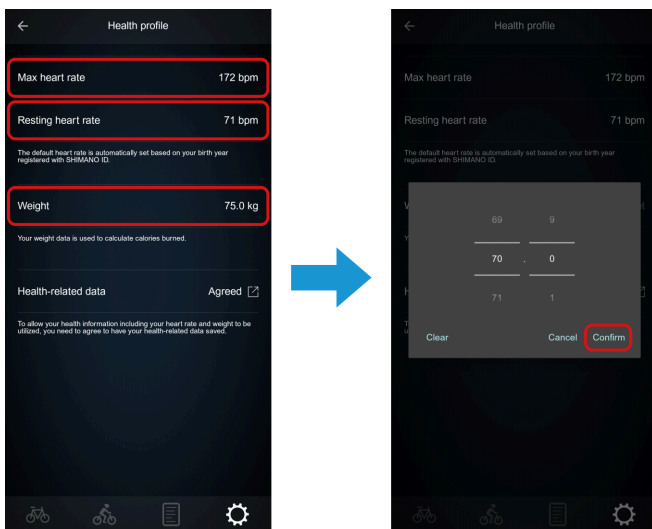 Health profile
Max heart rate 172 bpm
Resting heart rate 71 bpm
The default heart rate is automatically set based on your birth year
registered with SHIMANO ID.
Weight 75.0 kg
Your weight data is used to calculate calories burned.
Health-related data Agreed
To allow your health information including your heart rate and weight to be
utilized, you need to agree to have your health-related data saved.
Health profile
Max heart rate 172 bpm
Resting heart rate 71 bpm
The default heart rate is automatically set based on your birth year
registered with SHIMANO ID.
69 9
70 . 0
71 1
Clear Cancel Confirm